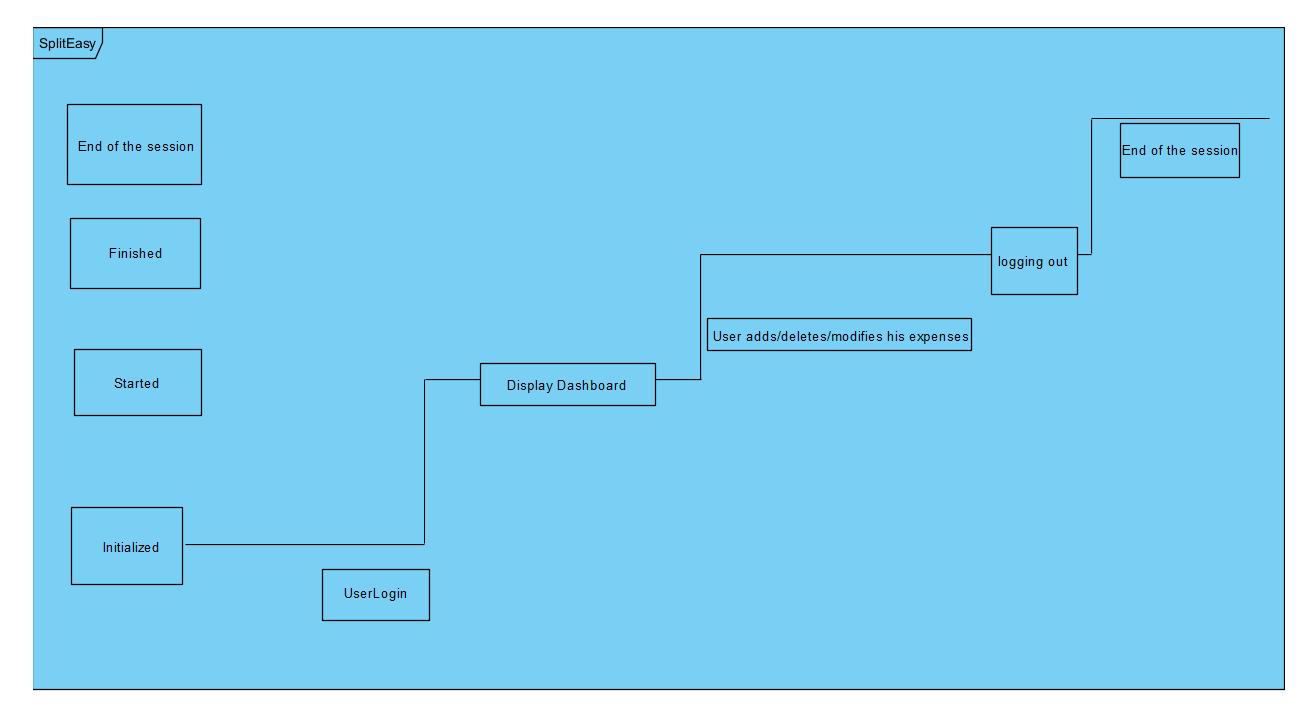 SplitEasy
End of the session
End of the session
Finished
logging out
User adds/deletes/modifies his expenses
Started
Display Dashboard
Initialized
UserLogin